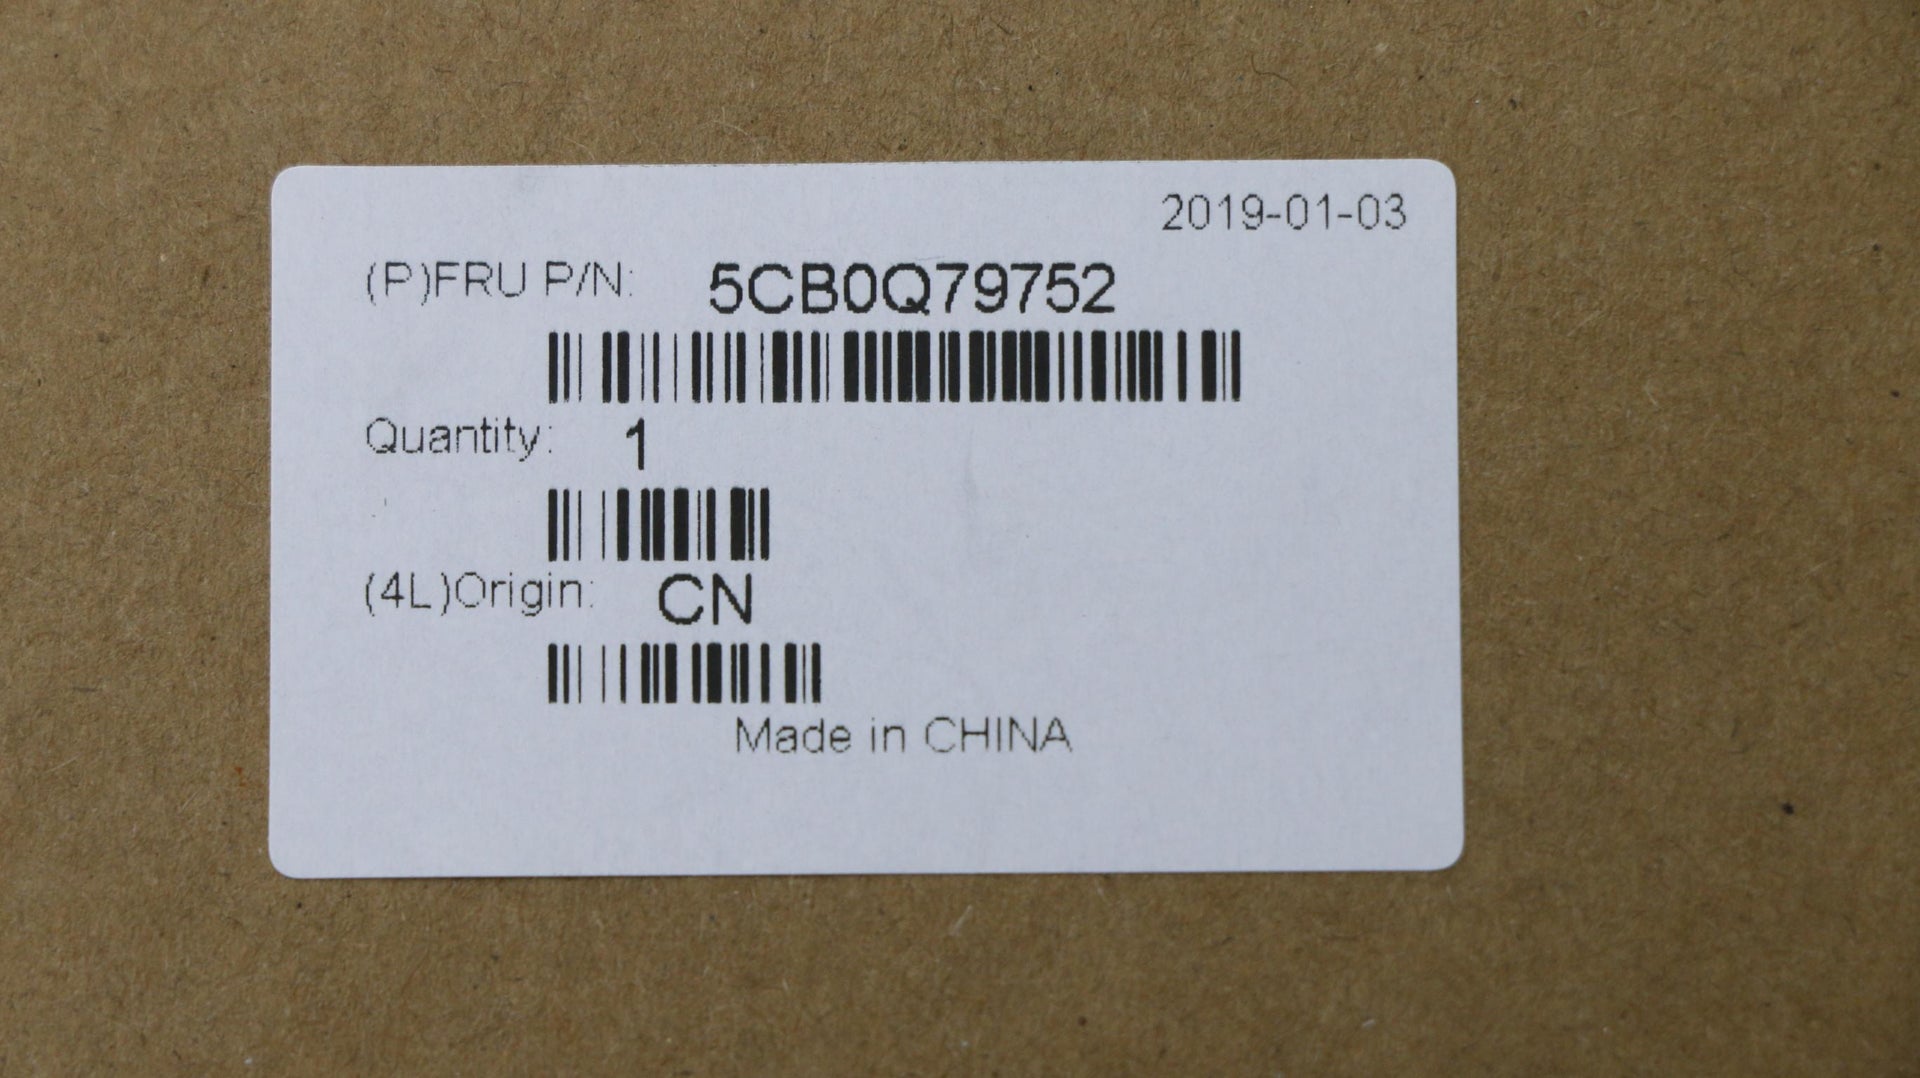 2019-01-03
(P)FRU P/N: 5CB0Q79752
Quantity: 1
(4L)Origin: CN
Made in CHINA